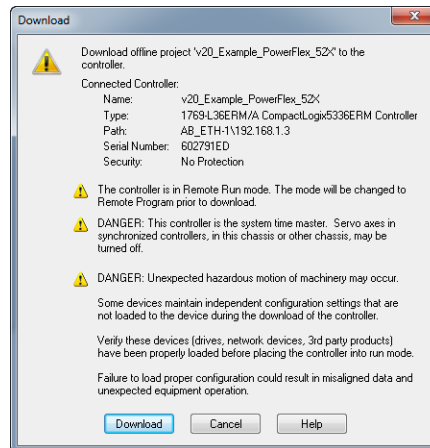 Download
Download offline project 'v20_Example_PowerFlex_52X' to the
controller.
Connected Controller:
Name: v20_Example_PowerFlex_52X
Type: 1769-L36ERM/A CompactLogix5336ERM Controller
Path: AB_ETH-1\192.168.1.3
Serial Number: 602791ED
Security: No Protection
The controller is in Remote Run mode. The mode will be changed to
Remote Program prior to download.
DANGER: This controller is the system time master. Servo axes in
synchronized controllers, in this chassis or other chassis, may be
turned off.
DANGER: Unexpected hazardous motion of machinery may occur.
Some devices maintain independent configuration settings that are
not loaded to the device during the download of the controller.
Verify these devices (drives, network devices, 3rd party products)
have been properly loaded before placing the controller into run mode.
Failure to load proper configuration could result in misaligned data and
unexpected equipment operation.
Download Cancel Help